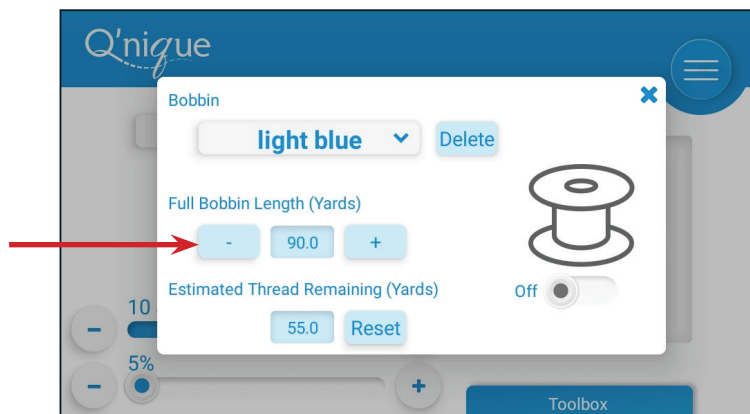 Q'nique
Bobbin
light blue
Delete
Full Bobbin Length (Yards)
- 90.0 +
Estimated Thread Remaining (Yards)
Off
55.0 Reset
10
-
5%
- +
Toolbox